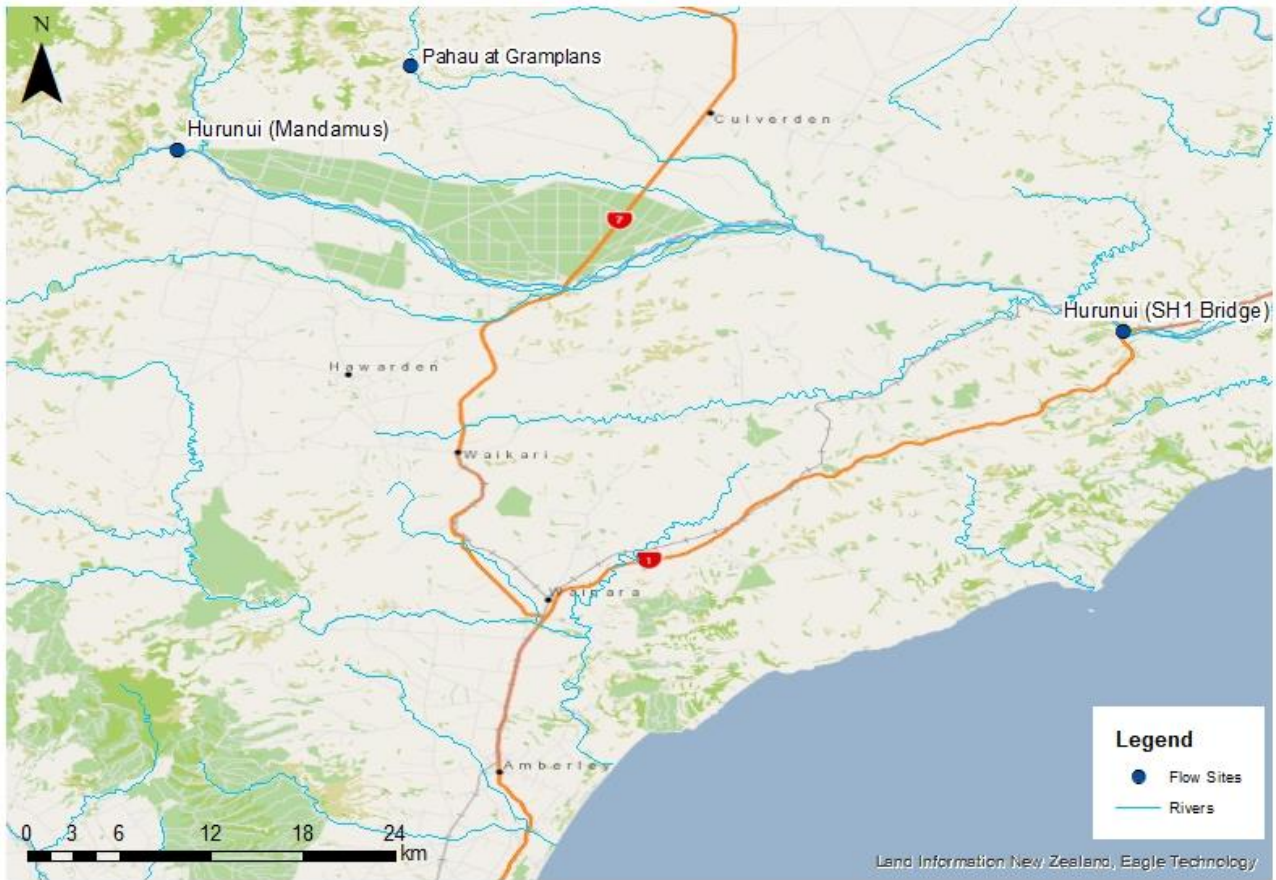 N
Pahau at Gramplans
Culverden
Hurunui (Mandamus)
7
Hurunui (SH1 Bridge)
Hawarden
Waikari
1
Waipara
Amberley
Legend
Flow Sites
Rivers
0 3 6 12 18 24
km
Land Information New Zealand, Eagle Technology